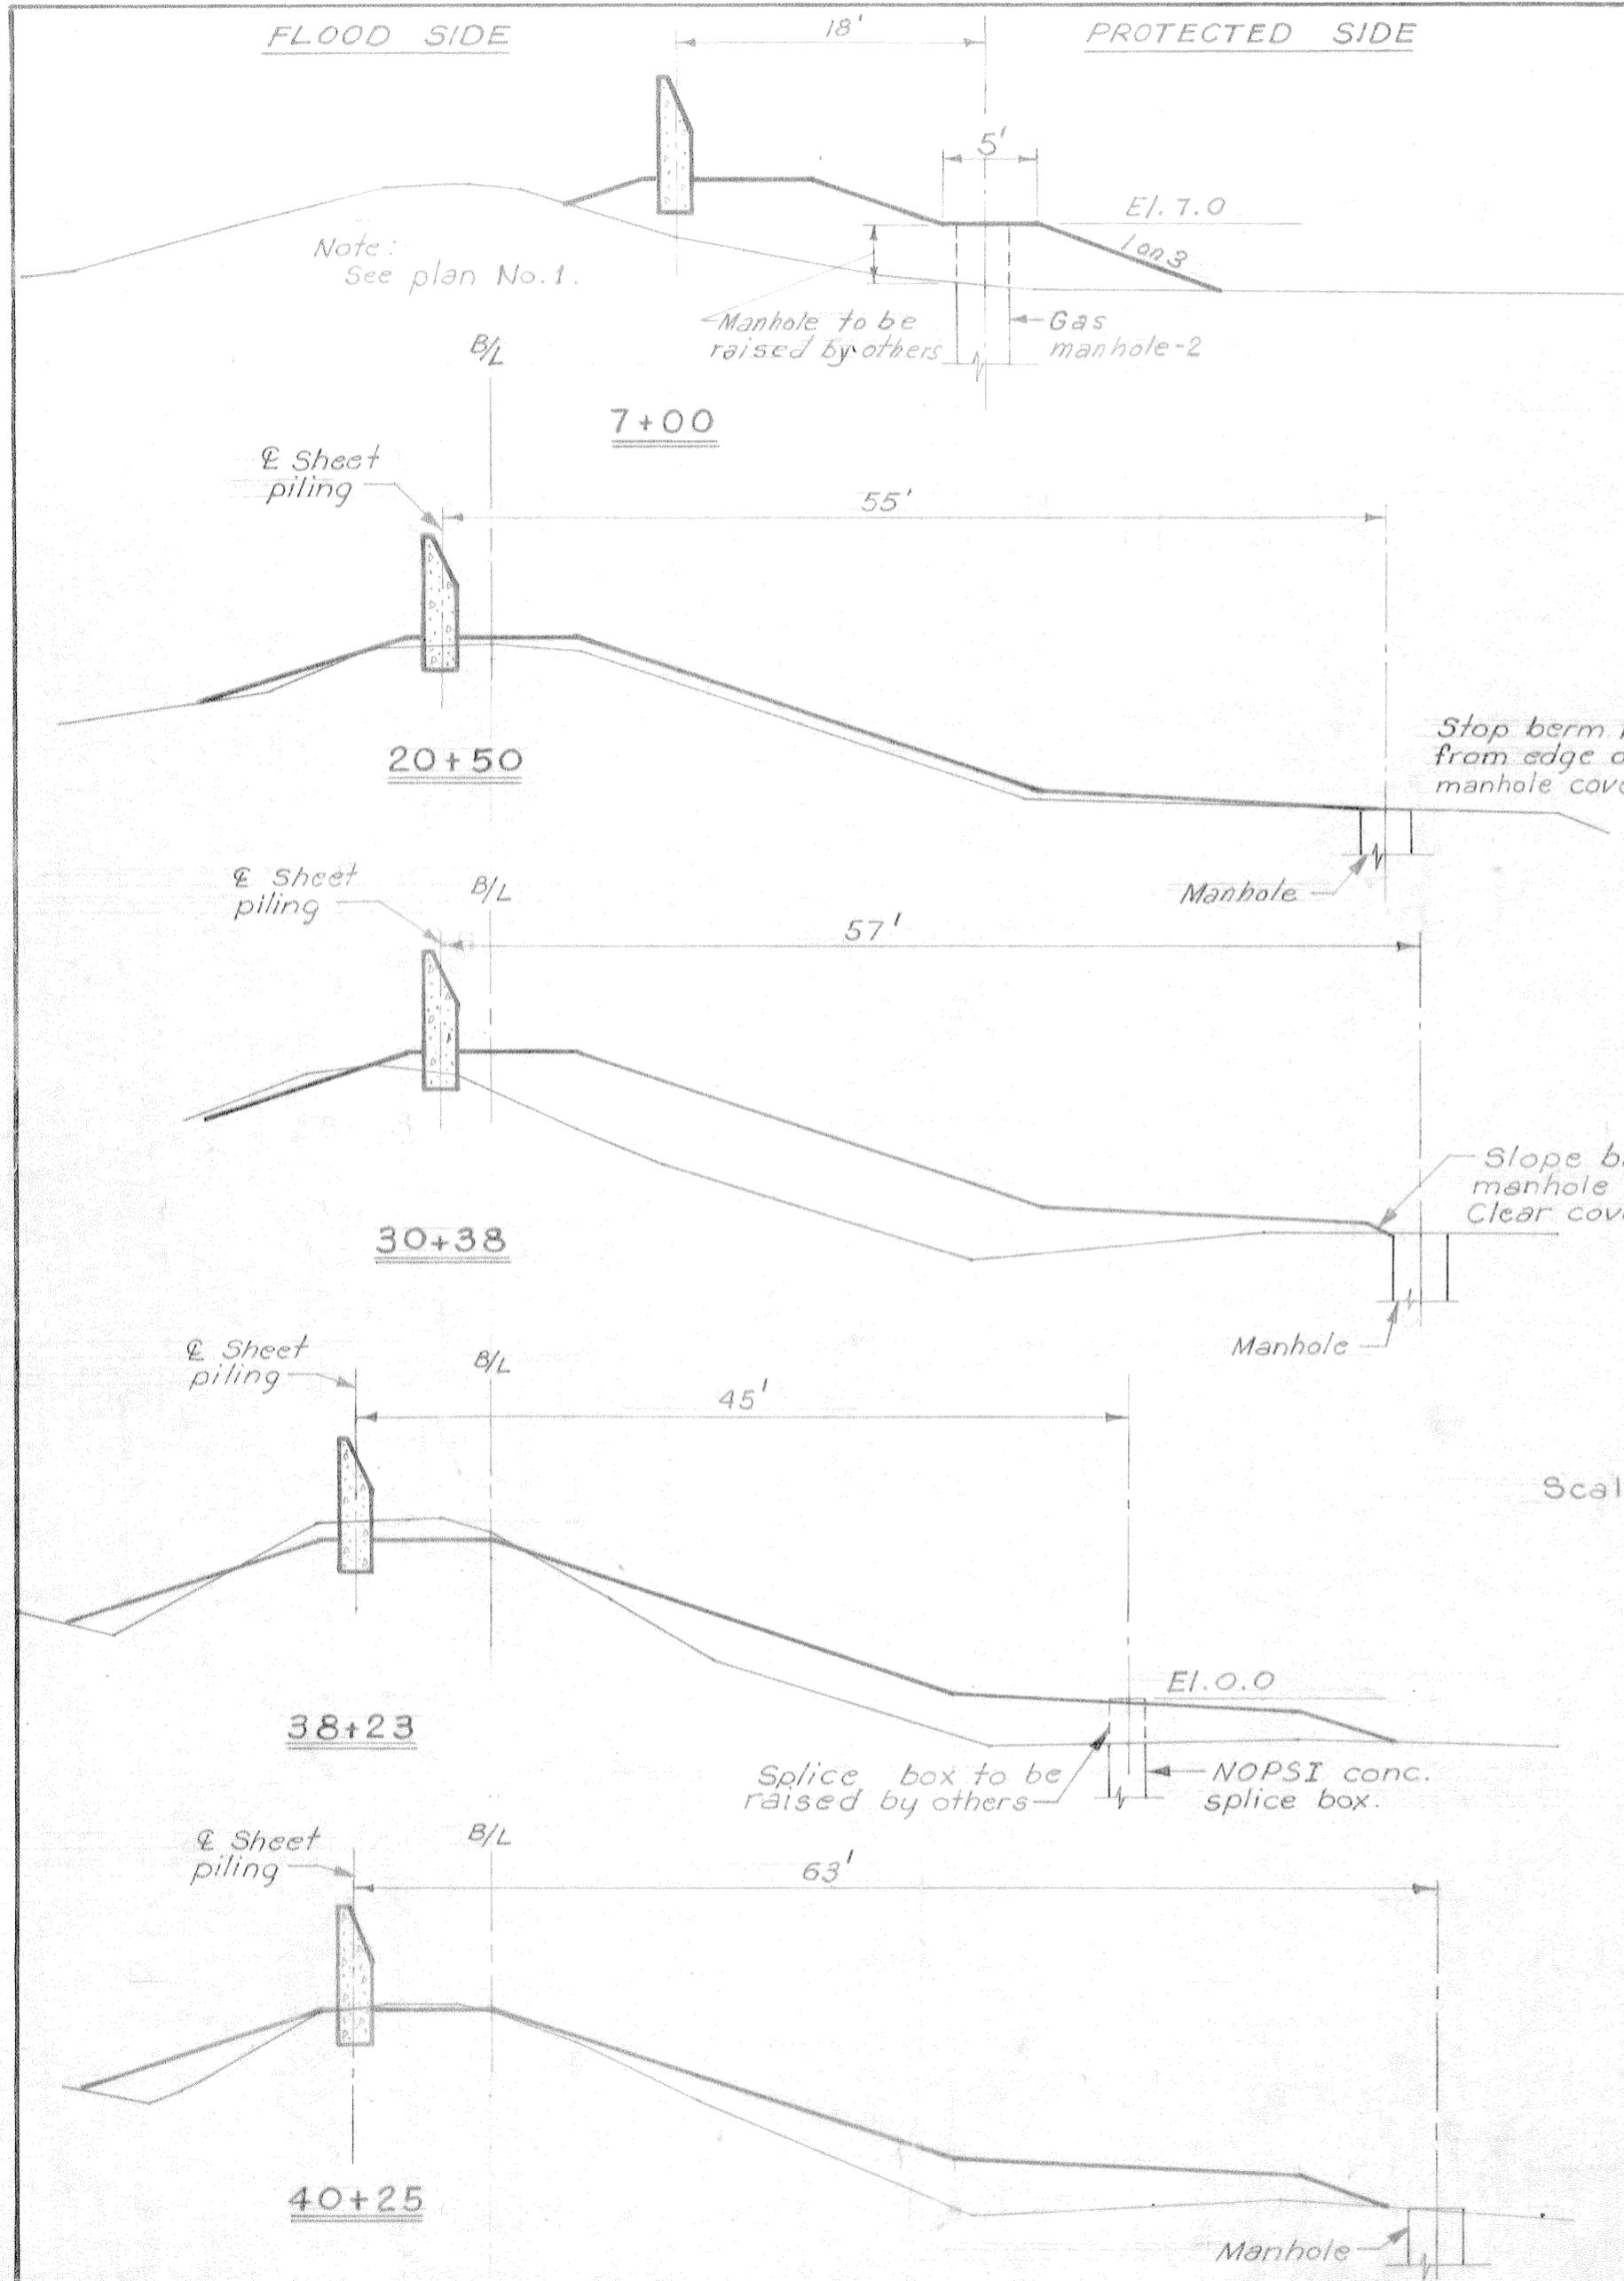 FLOOD SIDE
18'
PROTECTED SIDE
5'
El. 7.0
1 on 3
Note:
See plan No.1.
Manhole to be
raised by others
Gas
manhole-2
B/L
7+00
℄ Sheet
piling
55'
20+50
Stop berm
from edge
manhole
Manhole
℄ Sheet
piling
B/L
57'
30+38
Slope
manhole
Clear
Manhole
℄ Sheet
piling
B/L
45'
38+23
El. 0.0
Splice box to be
raised by others
NOPSI conc.
splice box.
℄ Sheet
piling
B/L
63'
40+25
Manhole